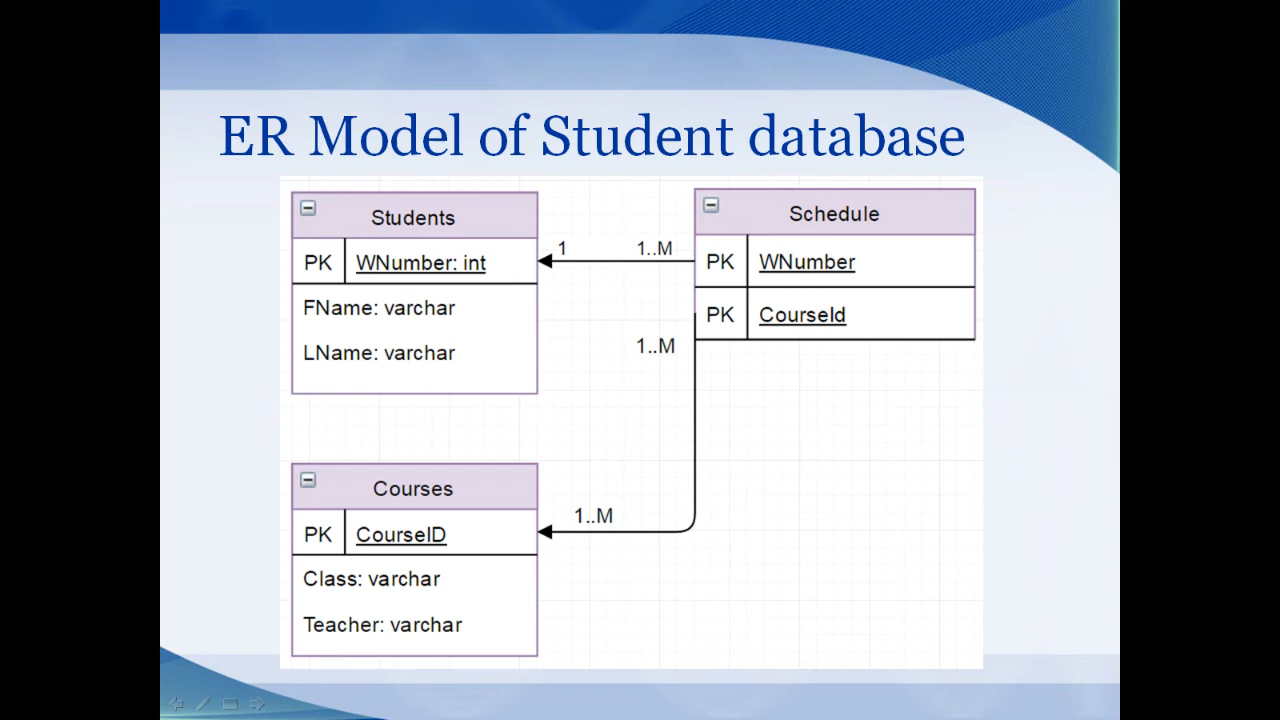 ER Model of Student database
Students
PK WNumber: int
FName: varchar
LName: varchar
1 1..M
Schedule
PK WNumber
PK CourseId
1..M
1..M
Courses
PK CourseID
Class: varchar
Teacher: varchar